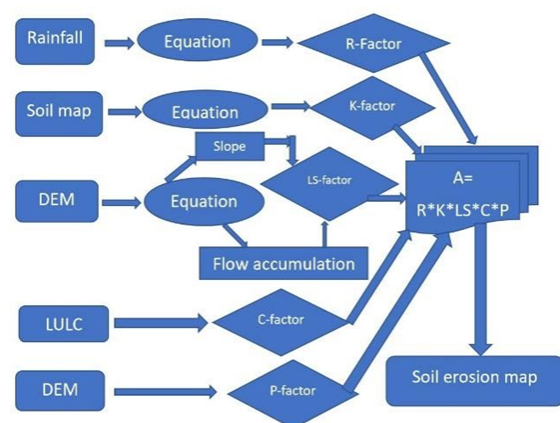 Rainfall
Equation
R-Factor
Soil map
Equation
K-factor
Slope
DEM
Equation
LS-factor
A=
R*K*LS*C*P
Flow accumulation
LULC
C-factor
DEM
P-factor
Soil erosion map